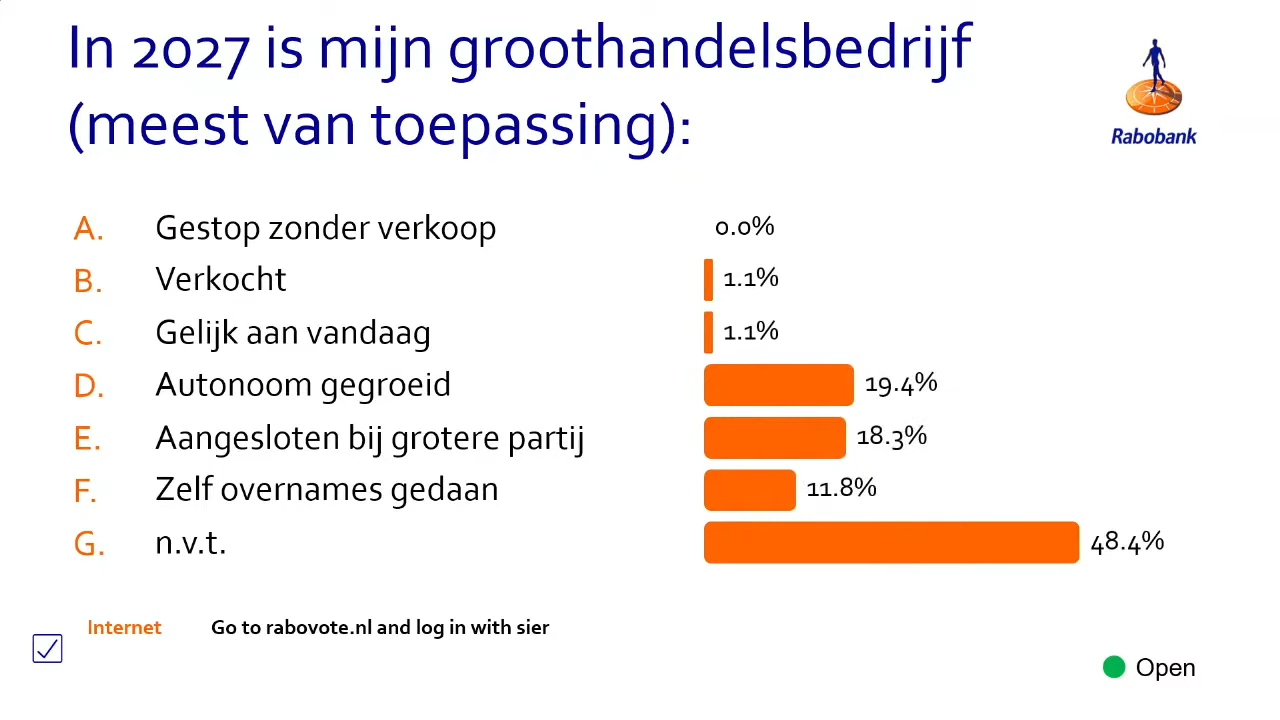 In 2027 is mijn groothandelsbedrijf
(meest van toepassing):
Rabobank
A. Gestop zonder verkoop 0.0%
B. Verkocht 1.1%
C. Gelijk aan vandaag 1.1%
D. Autonoom gegroeid 19.4%
E. Aangesloten bij grotere partij 18.3%
F. Zelf overnames gedaan 11.8%
G. n.v.t. 48.4%
Internet Go to rabovote.nl and log in with sier
Open